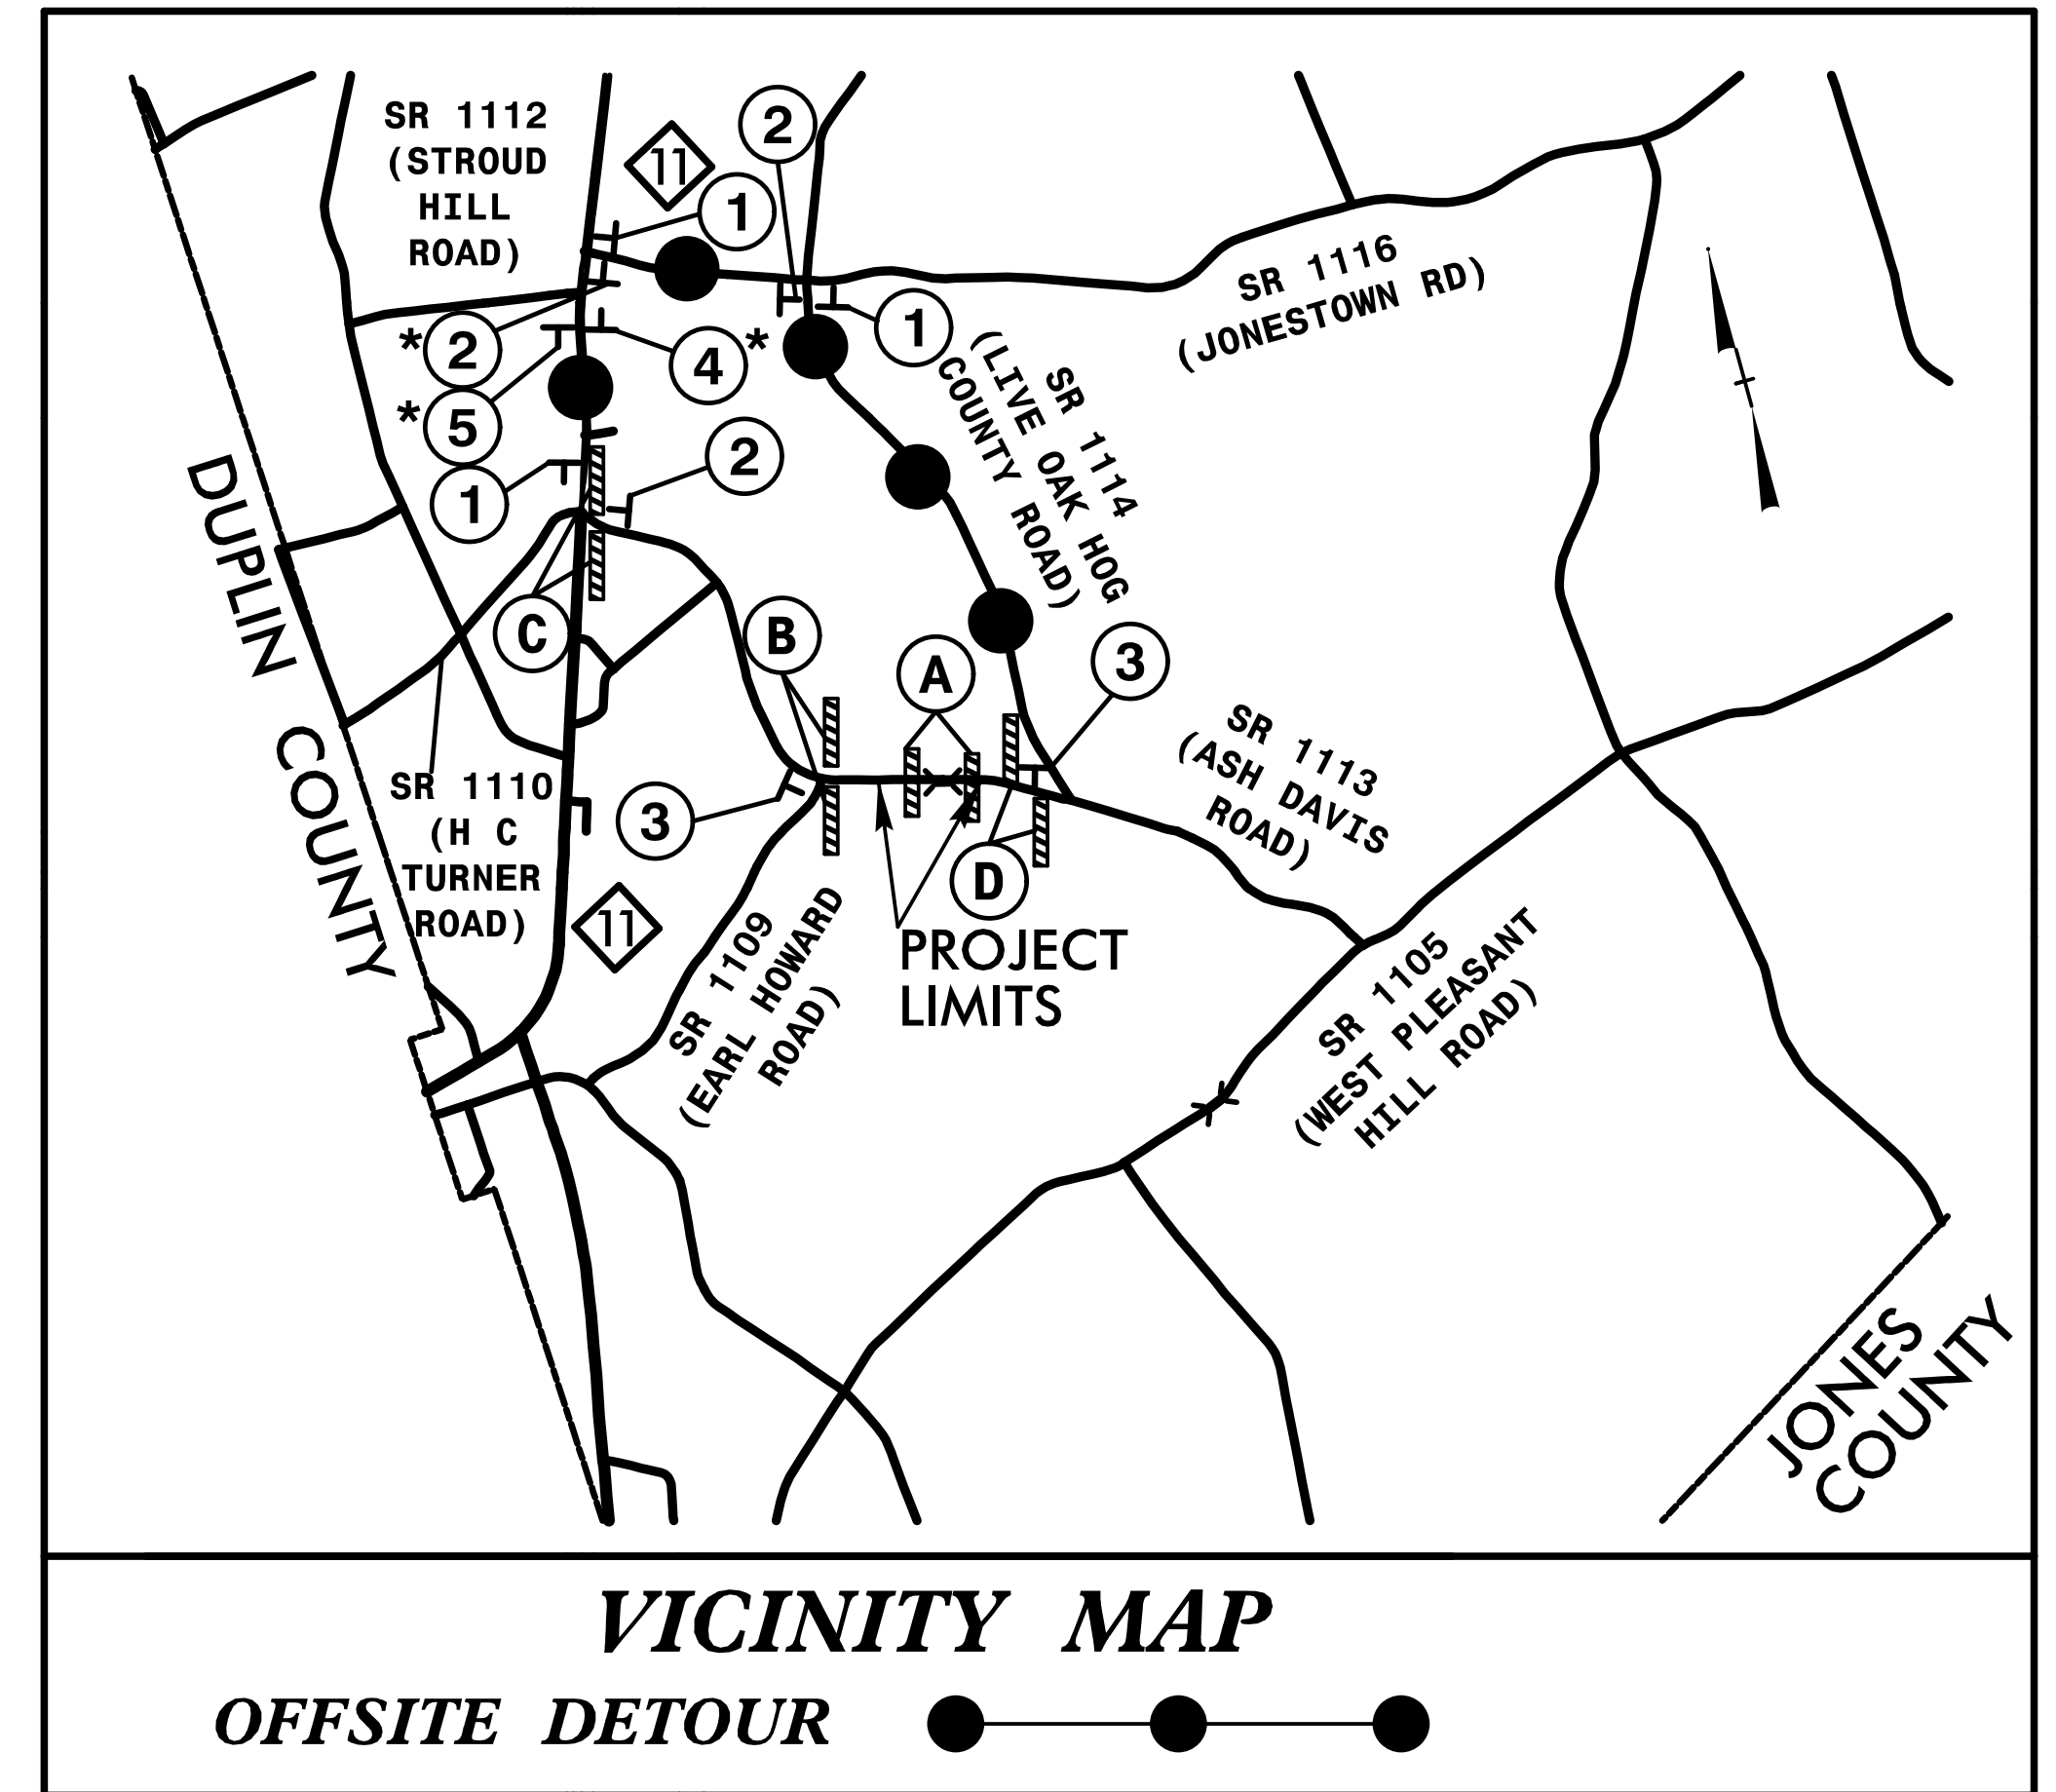 SR 1112
(STROUD
HILL
ROAD)
11
2
1
* 2
4 *
* 5
1
2
1
SR 1116
(JONESTOWN RD)
SR 1114
(LIVE OAK HOG
COUNTY ROAD)
DUPLIN COUNTY
C
B
A
3
SR 1113
(ASH DAVIS
ROAD)
SR 1110
(H C
TURNER
ROAD)
3
D
11
PROJECT
LIMITS
SR 1109
(EARL HOWARD
ROAD)
SR 1105
(WEST PLEASANT
HILL ROAD)
JONES
COUNTY
VICINITY MAP
OFFSITE DETOUR